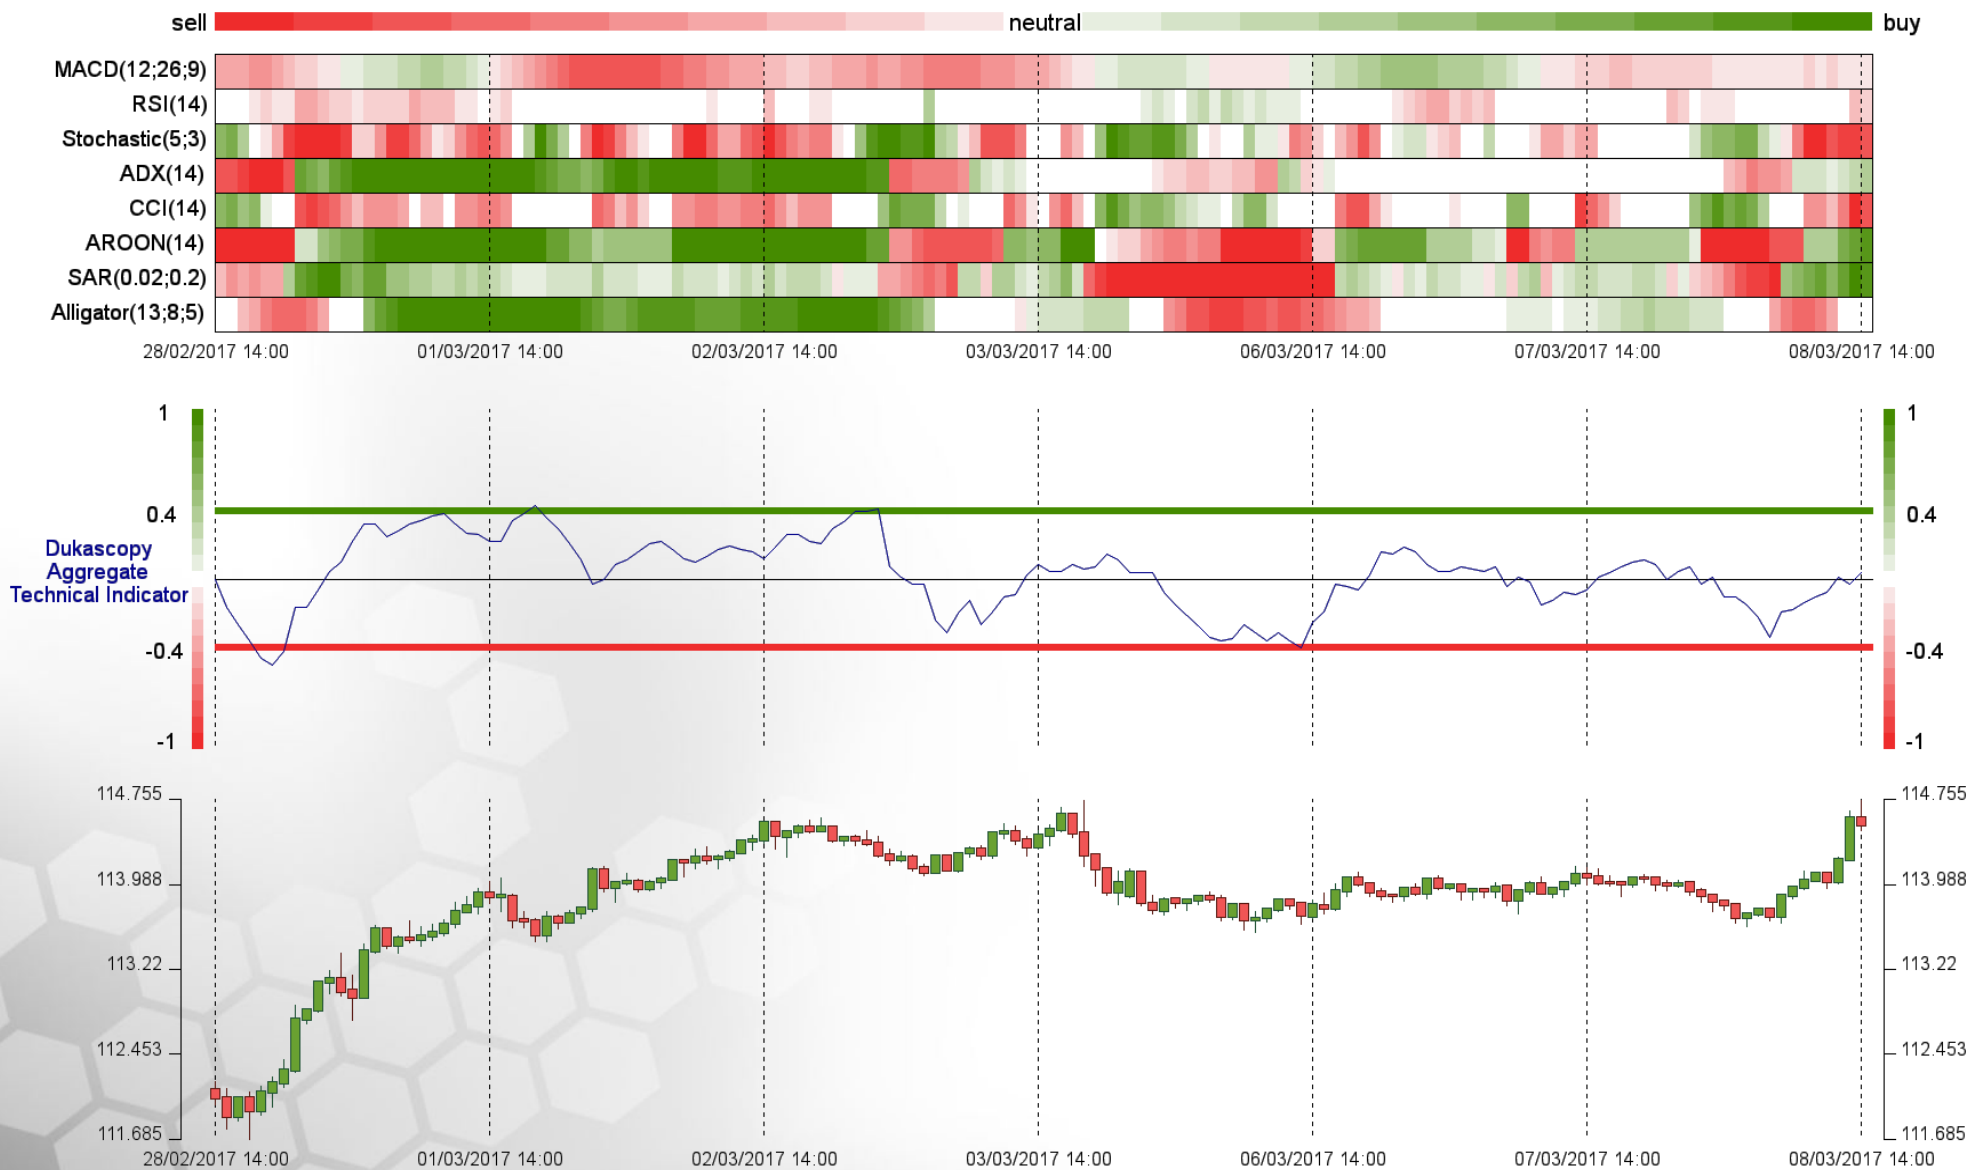 sell neutral buy
MACD(12;26;9)
RSI(14)
Stochastic(5;3)
ADX(14)
CCI(14)
AROON(14)
SAR(0.02;0.2)
Alligator(13;8;5)
28/02/2017 14:00 01/03/2017 14:00 02/03/2017 14:00 03/03/2017 14:00 06/03/2017 14:00 07/03/2017 14:00 08/03/2017 14:00
1 1
0.4 0.4
Dukascopy
Aggregate
Technical Indicator
-0.4 -0.4
-1 -1
114.755 114.755
113.988 113.988
113.22 113.22
112.453 112.453
111.685 111.685
28/02/2017 14:00 01/03/2017 14:00 02/03/2017 14:00 03/03/2017 14:00 06/03/2017 14:00 07/03/2017 14:00 08/03/2017 14:00